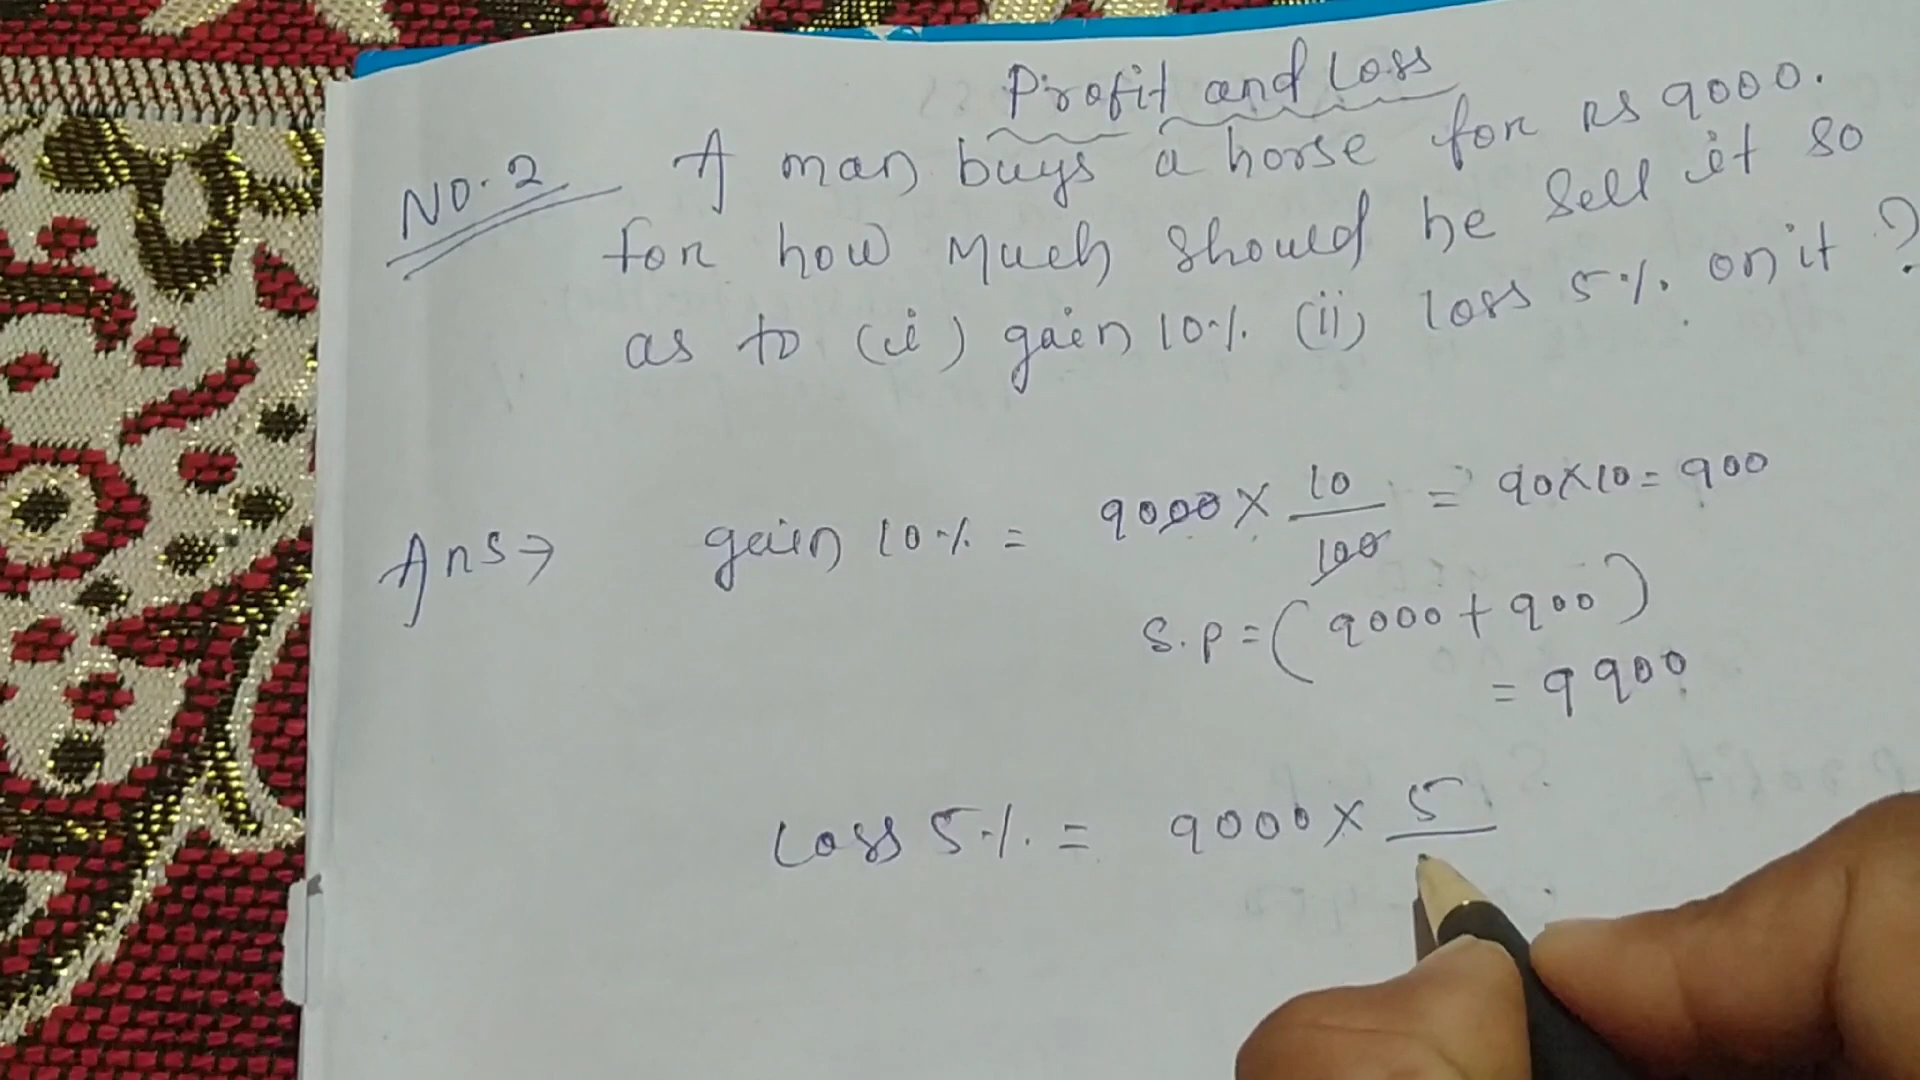 Profit and Loss
No. 2 A man buys a horse for Rs 9000.
for how much should he sell it so
as to (i) gain 10% (ii) loss 5% on it ?
Ans → gain 10% = 9000 × 10/100 = 90×10 = 900
S.P = (9000 + 900)
= 9900
Loss 5% = 9000 × 5